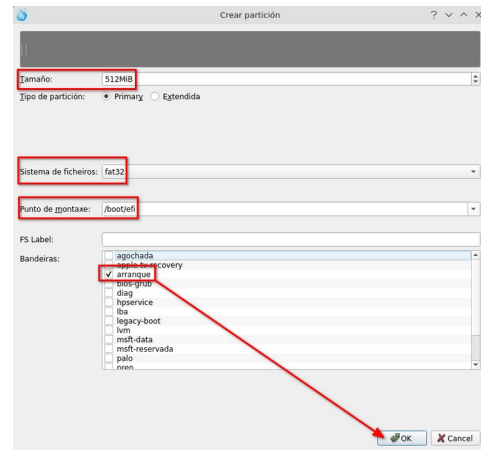 Crear partición
Tamaño: 512MiB
Tipo de partición: Primary Extendida
Sistema de ficheiros: fat32
Punto de montaxe: /boot/efi
FS Label:
Bandeiras: agochada
apple-tv-recovery
arranque
bios-grub
diag
hpservice
lba
legacy-boot
lvm
msft-data
msft-reservada
palo
prep
OK Cancel